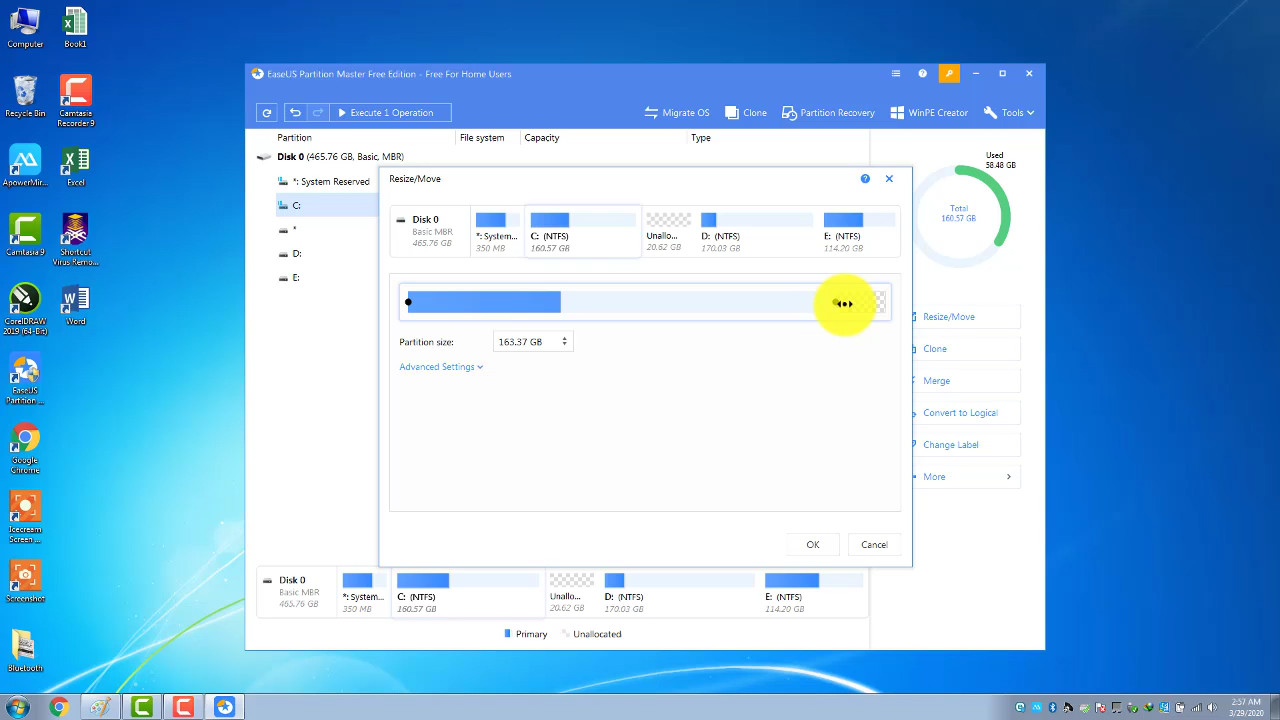 Computer
Book1
Recycle Bin
Camtasia
Recorder 9
ApowerMir...
Excel
Camtasia 9
Shortcut
Virus Remo...
CorelDRAW
2019 (64-Bit)
Word
EaseUS
Partition ...
Google
Chrome
Icecream
Screen ...
Screenshot
Bluetooth
EaseUS Partition Master Free Edition - Free For Home Users
Execute 1 Operation
Migrate OS
Clone
Partition Recovery
WinPE Creator
Tools
Partition
File system
Capacity
Type
Disk 0 (465.76 GB, Basic, MBR)
*: System Reserved
C:
*
D:
E:
Used
58.48 GB
Total
160.57 GB
Resize/Move
Clone
Merge
Convert to Logical
Change Label
More
Resize/Move
Disk 0
Basic MBR
465.76 GB
*: System...
350 MB
C: (NTFS)
160.57 GB
Unallo...
20.62 GB
D: (NTFS)
170.03 GB
E: (NTFS)
114.20 GB
Partition size:
163.37 GB
Advanced Settings
OK
Cancel
Disk 0
Basic MBR
465.76 GB
*: System...
350 MB
C: (NTFS)
160.57 GB
Unallo...
20.62 GB
D: (NTFS)
170.03 GB
E: (NTFS)
114.20 GB
Primary
Unallocated
2:57 AM
3/29/2020